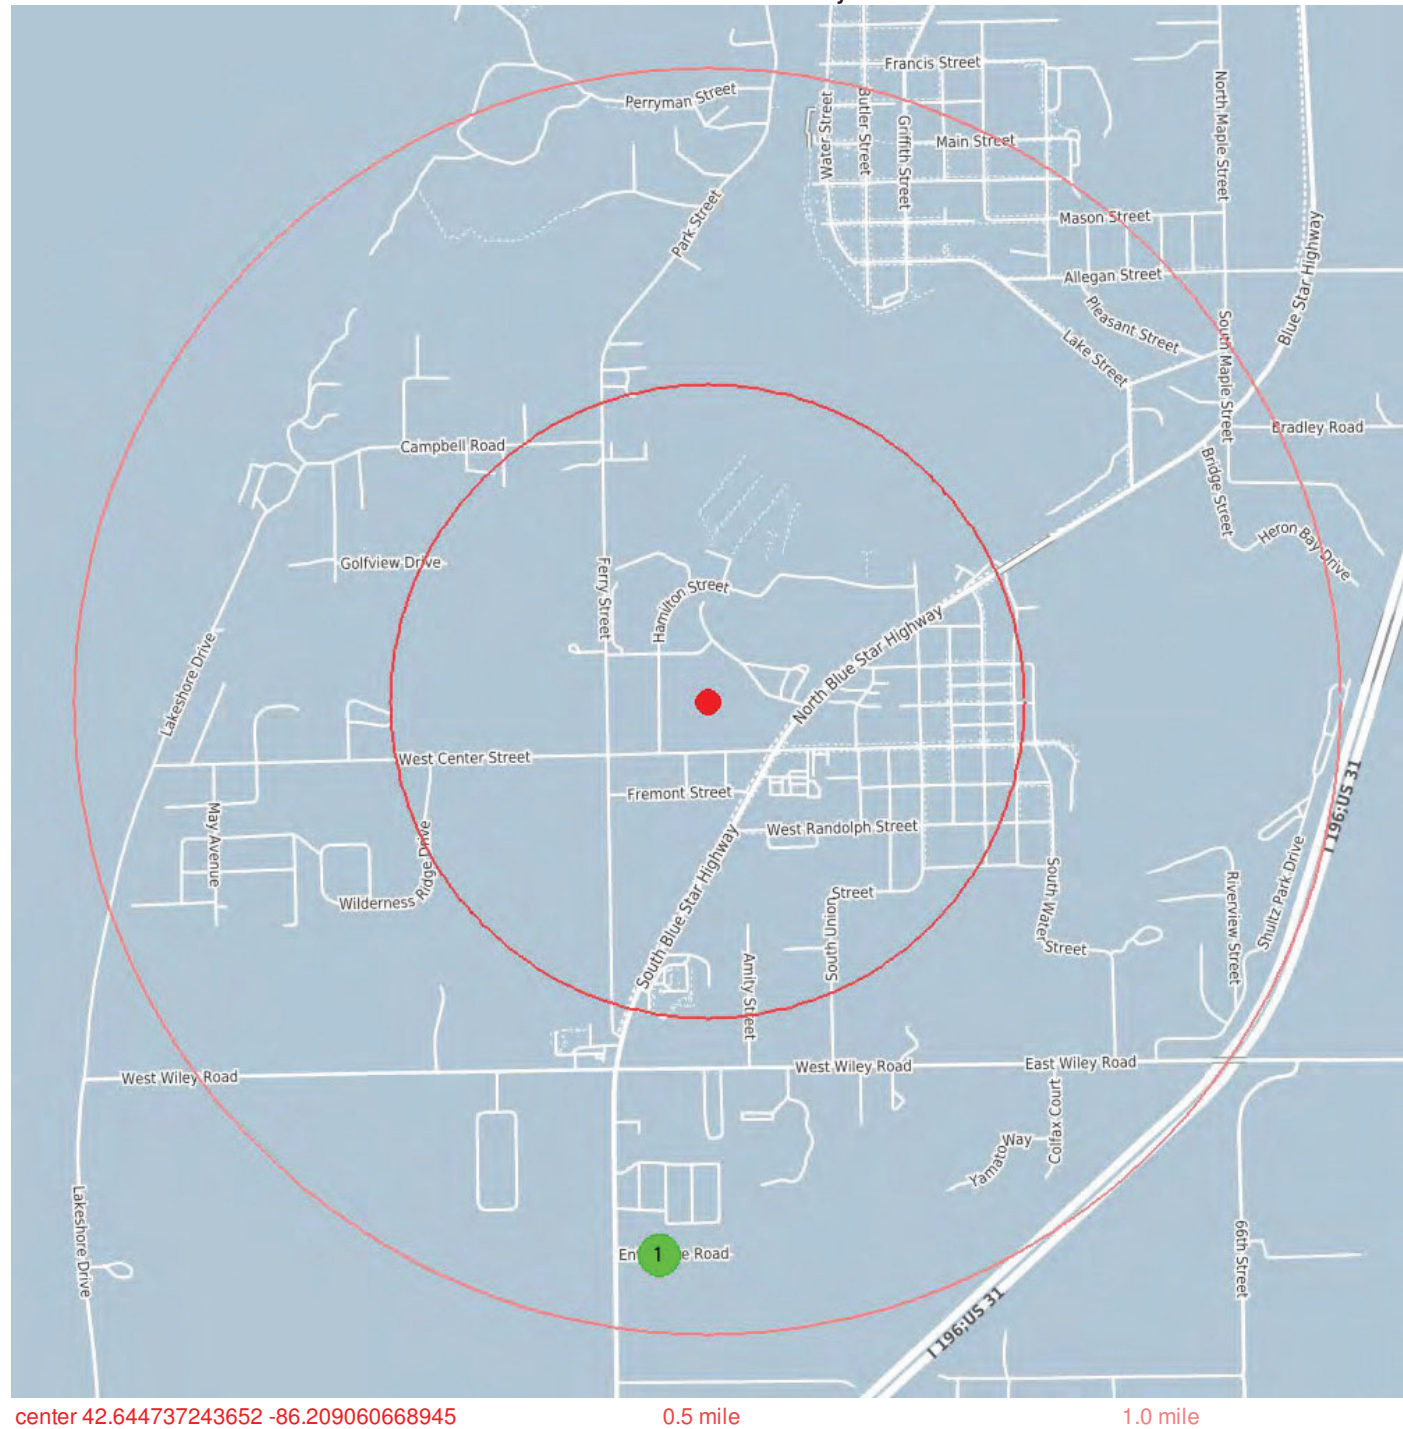 Francis Street
Perryman Street
Water Street
Butler Street
Griffith Street
North Maple Street
Main Street
Park Street
Mason Street
Blue Star Highway
Allegan Street
Pleasant Street
South Maple Street
Lake Street
Campbell Road
Bradley Road
Bridge Street
Heron Bay Drive
Golfview Drive
Ferry Street
Hamilton Street
North Blue Star Highway
Lakeshore Drive
West Center Street
I 196;US 31
Fremont Street
May Avenue
West Randolph Street
Wilderness Ridge Drive
South Blue Star Highway
Street
South Union
South Water
Street
Riverview Street
Shultz Park Drive
Amity Street
West Wiley Road
West Wiley Road
East Wiley Road
Colfax Court
Yamato Way
Lakeshore Drive
66th Street
1
Road
I 196;US 31
center 42.644737243652 -86.209060668945
0.5 mile
1.0 mile